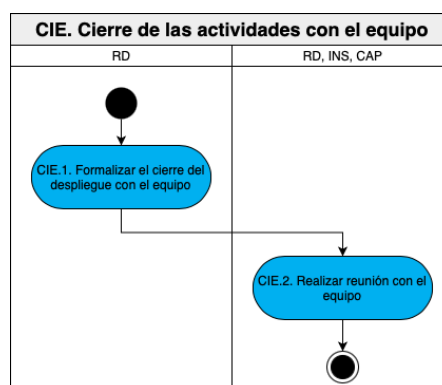 CIE. Cierre de las actividades con el equipo
RD
RD, INS, CAP
CIE.1. Formalizar el cierre del
despliegue con el equipo
CIE.2. Realizar reunión con el
equipo